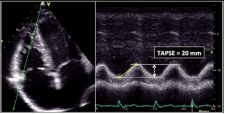 V
TAPSE = 20 mm